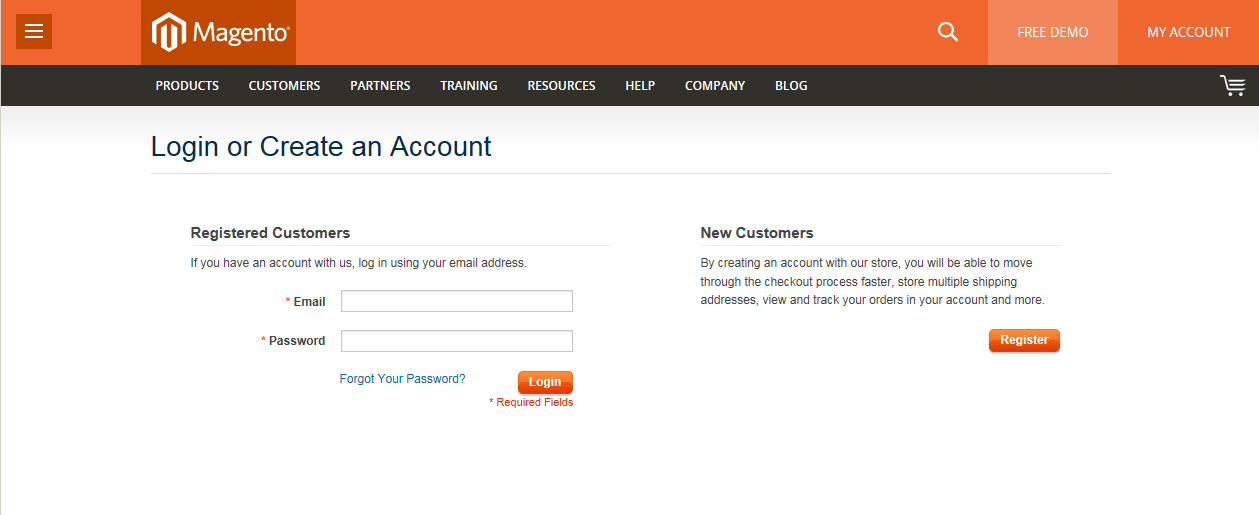 Magento®
FREE DEMO
MY ACCOUNT
PRODUCTS CUSTOMERS PARTNERS TRAINING RESOURCES HELP COMPANY BLOG
Login or Create an Account
Registered Customers
If you have an account with us, log in using your email address.
* Email
* Password
Forgot Your Password?
Login
* Required Fields
New Customers
By creating an account with our store, you will be able to move
through the checkout process faster, store multiple shipping
addresses, view and track your orders in your account and more.
Register